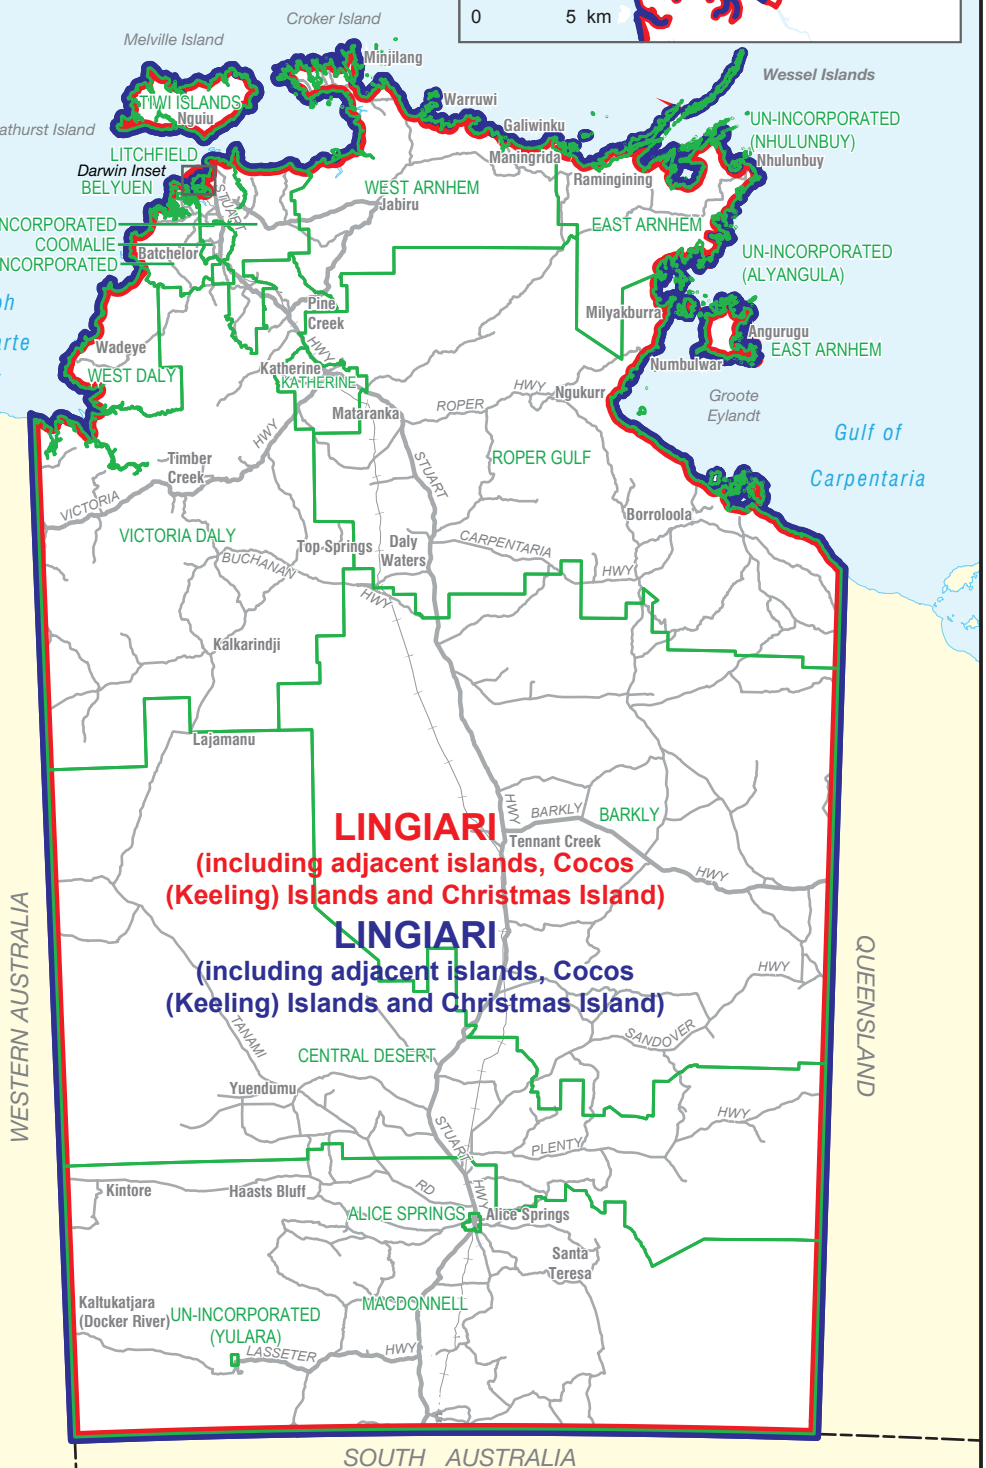 0 5 km
Croker Island
Melville Island
Minjilang
Wessel Islands
TIWI ISLANDS
Nguiu
Warruwi
athurst Island
Galiwinku
UN-INCORPORATED
(NHULUNBUY)
LITCHFIELD
Maningrida
Nhulunbuy
Darwin Inset
BELYUEN
STUART
WEST ARNHEM
Ramingining
Jabiru
NCORPORATED
EAST ARNHEM
COOMALIE
Batchelor
NCORPORATED
UN-INCORPORATED
(ALYANGULA)
ph
Pine
Creek
Milyakburra
Angurugu
arte
HWY
Wadeye
EAST ARNHEM
Katherine
Numbulwar
WEST DALY
KATHERINE
HWY
Ngukurr
Groote
Eylandt
Mataranka
ROPER
HWY
Gulf of
Carpentaria
Timber
Creek
STUART
ROPER GULF
VICTORIA
Borroloola
VICTORIA DALY
Top Springs
Daly
Waters
CARPENTARIA
BUCHANAN
HWY
HWY
Kalkarindji
Lajamanu
HWY
BARKLY
BARKLY
LINGIARI
Tennant Creek
(including adjacent islands, Cocos
HWY
(Keeling) Islands and Christmas Island)
LINGIARI
(including adjacent islands, Cocos
HWY
(Keeling) Islands and Christmas Island)
WESTERN AUSTRALIA
QUEENSLAND
TANAMI
SANDOVER
CENTRAL DESERT
Yuendumu
HWY
STUART
PLENTY
Kintore
Haasts Bluff
RD
HWY
ALICE SPRINGS
Alice Springs
Santa
Teresa
Kaltukatjara
(Docker River)
MACDONNELL
UN-INCORPORATED
(YULARA)
LASSETER
HWY
SOUTH AUSTRALIA